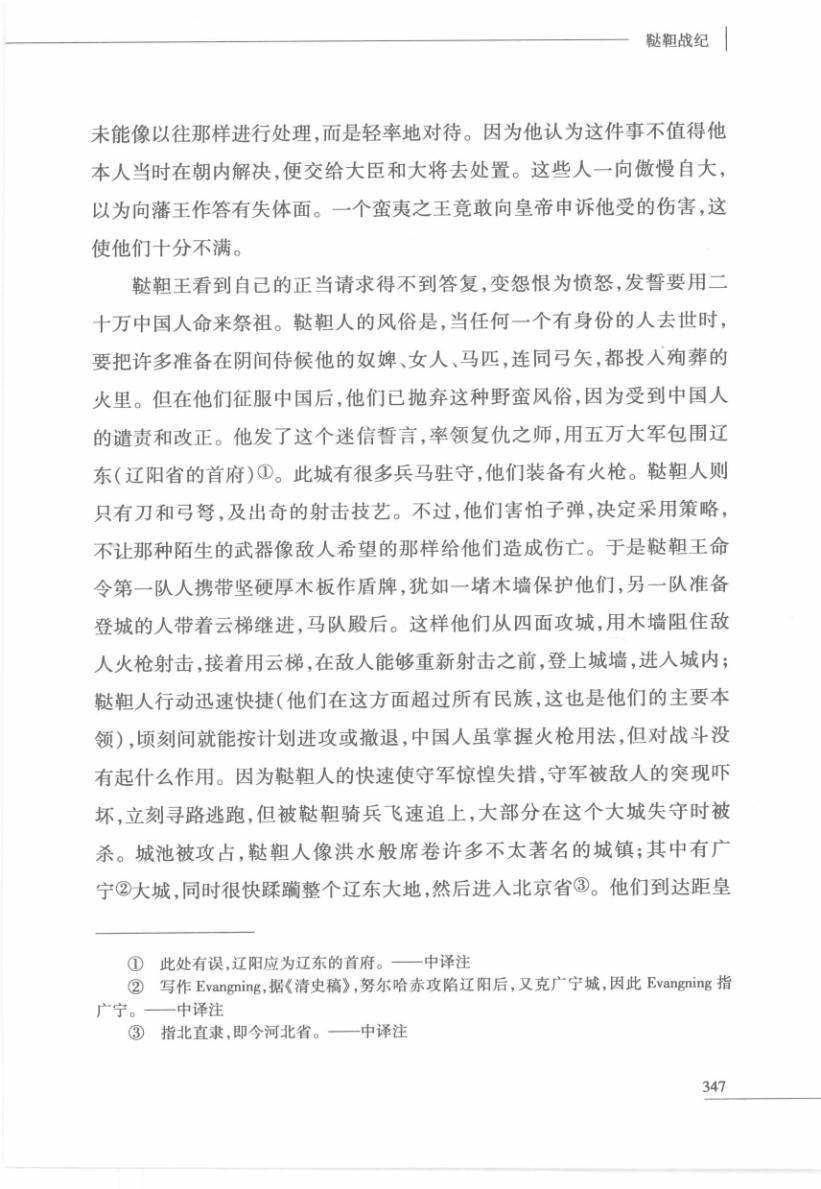 鞑靼战纪
未能像以往那样进行处理,而是轻率地对待。因为他认为这件事不值得他
本人当时在朝内解决,便交给大臣和大将去处置。这些人一向傲慢自大,
以为向藩王作答有失体面。一个蛮夷之王竟敢向皇帝申诉他受的伤害,这
使他们十分不满。
鞑靼王看到自己的正当请求得不到答复,变怨恨为愤怒,发誓要用二
十万中国人命来祭祖。鞑靼人的风俗是,当任何一个有身份的人去世时,
要把许多准备在阴间侍候他的奴婢、女人、马匹,连同弓矢,都投入殉葬的
火里。但在他们征服中国后,他们已抛弃这种野蛮风俗,因为受到中国人
的谴责和改正。他发了这个迷信誓言,率领复仇之师,用五万大军包围辽
东(辽阳省的首府)①。此城有很多兵马驻守,他们装备有火枪。鞑靼人则
只有刀和弓弩,及出奇的射击技艺。不过,他们害怕子弹,决定采用策略,
不让那种陌生的武器像敌人希望的那样给他们造成伤亡。于是鞑靼王命
令第一队人携带坚硬厚木板作盾牌,犹如一堵木墙保护他们,另一队准备
登城的人带着云梯继进,马队殿后。这样他们从四面攻城,用木墙阻住敌
人火枪射击,接着用云梯,在敌人能够重新射击之前,登上城墙,进入城内;
鞑靼人行动迅速快捷(他们在这方面超过所有民族,这也是他们的主要本
领),顷刻间就能按计划进攻或撤退,中国人虽掌握火枪用法,但对战斗没
有起什么作用。因为鞑靼人的快速使守军惊惶失措,守军被敌人的突现吓
坏,立刻寻路逃跑,但被鞑靼骑兵飞速追上,大部分在这个大城失守时被
杀。城池被攻占,鞑靼人像洪水般席卷许多不太著名的城镇;其中有广
宁②大城,同时很快蹂躏整个辽东大地,然后进入北京省③。他们到达距皇
① 此处有误,辽阳应为辽东的首府。——中译注
② 写作 Evangning,据《清史稿》,努尔哈赤攻陷辽阳后,又克广宁城,因此 Evangning 指
广宁。——中译注
③ 指北直隶,即今河北省。——中译注
347